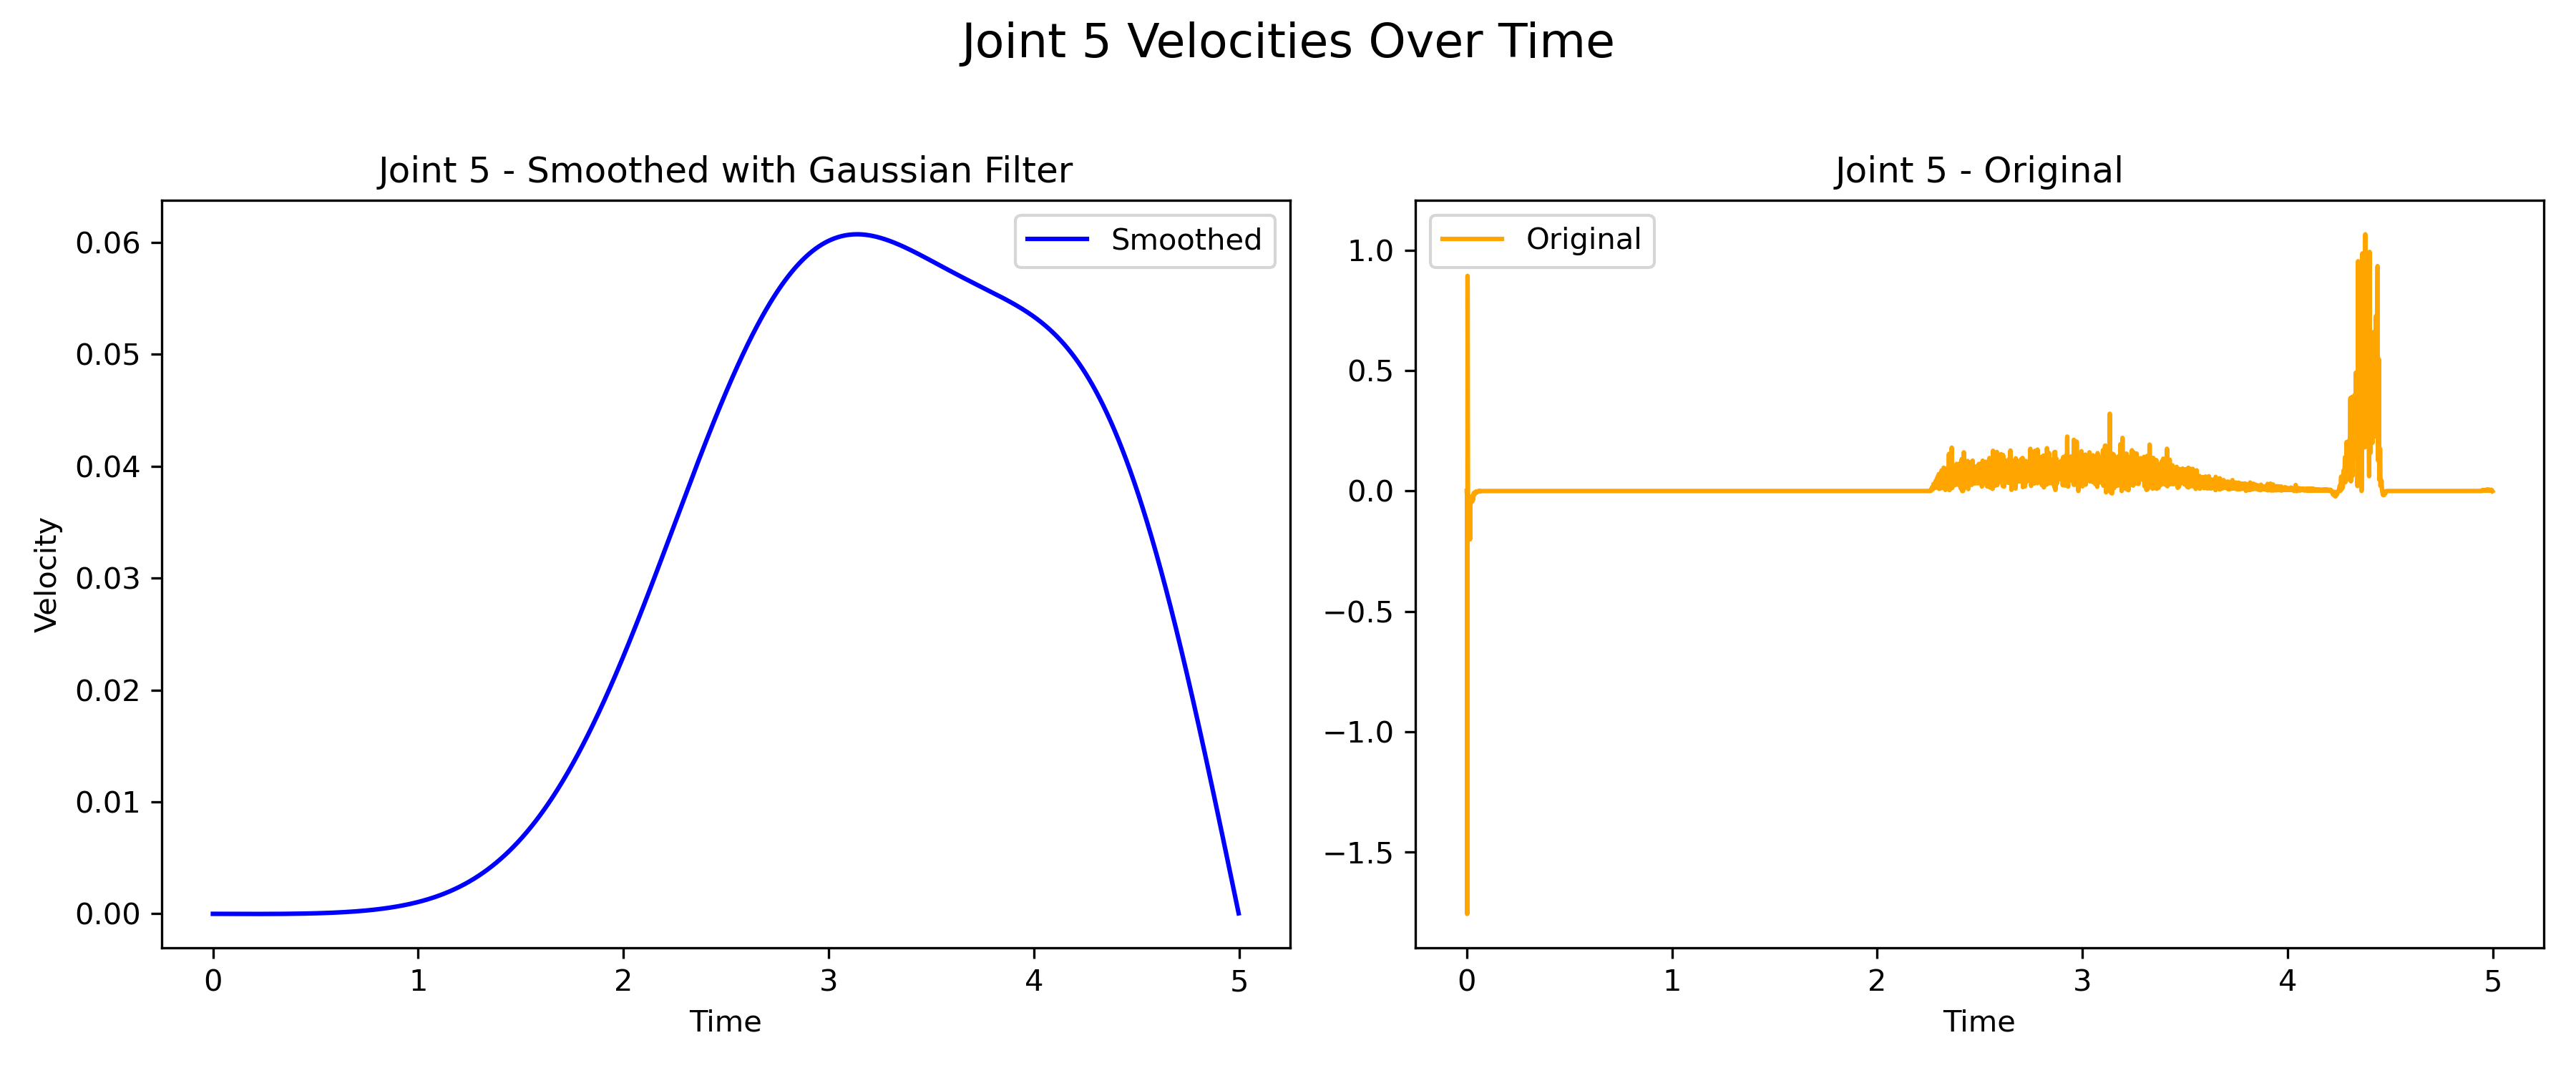 Joint 5 Velocities Over Time
Joint 5 - Smoothed with Gaussian Filter
Smoothed
0.06
0.05
0.04
0.03
0.02
0.01
0.00
Velocity
0 1 2 3 4 5
Time
Joint 5 - Original
Original
1.0
0.5
0.0
−0.5
−1.0
−1.5
0 1 2 3 4 5
Time